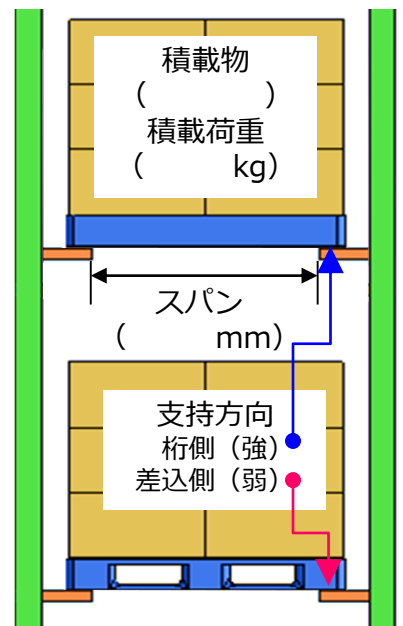 積載物
（　　　　）
積載荷重
（　　　kg）
スパン
（　　　mm）
支持方向
桁側（強）
差込側（弱）